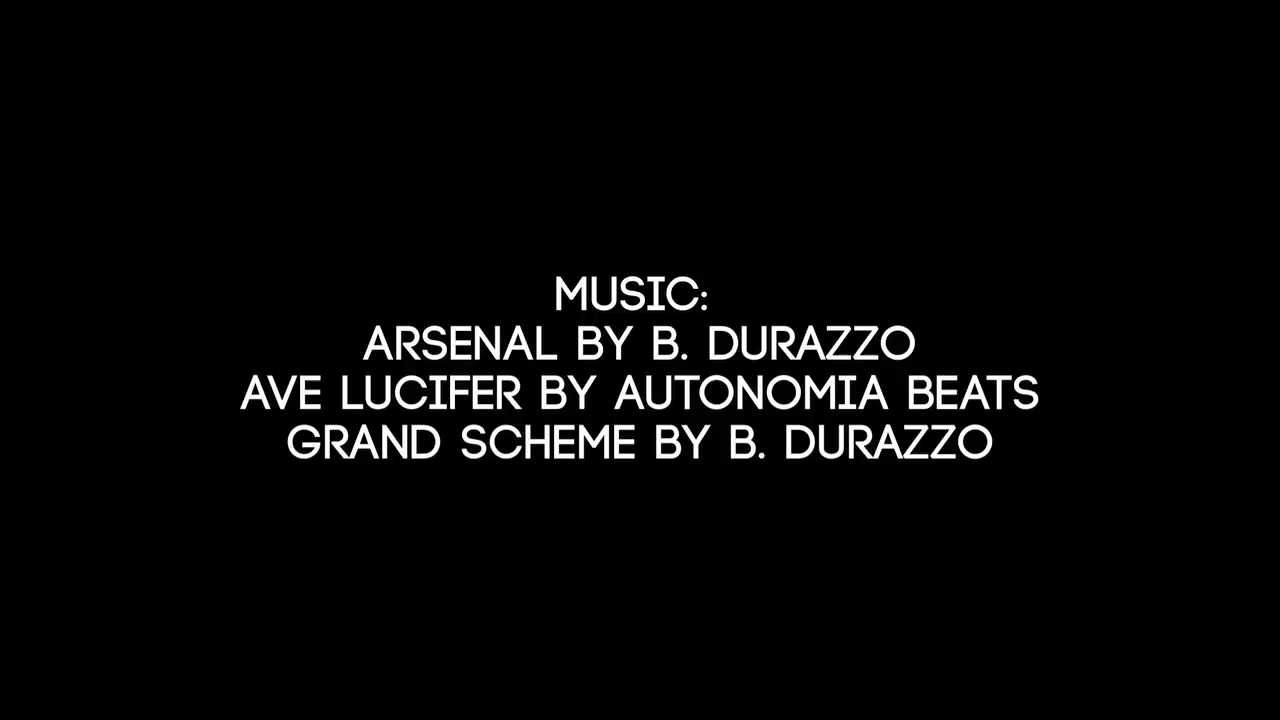 MUSIC:
ARSENAL BY B. DURAZZO
AVE LUCIFER BY AUTONOMIA BEATS
GRAND SCHEME BY B. DURAZZO